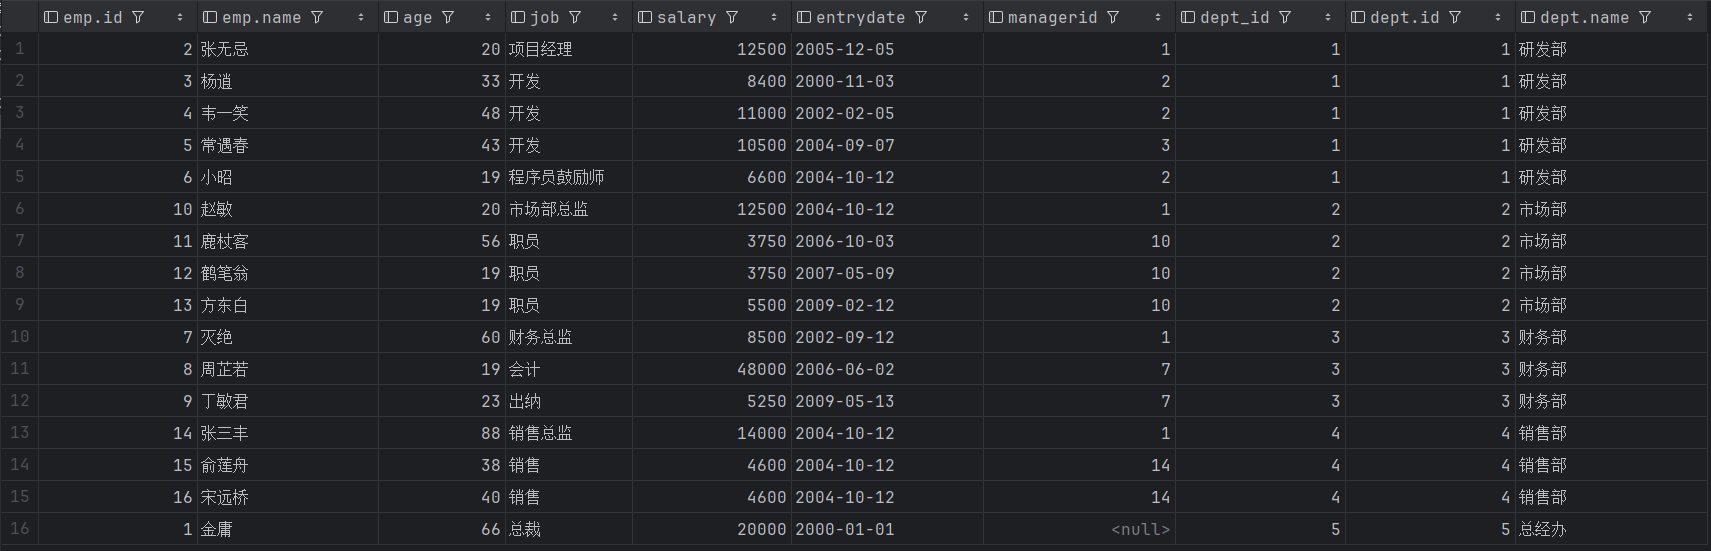 emp.id emp.name age job salary entrydate managerid dept_id dept.id dept.name
1 2 张无忌 20 项目经理 12500 2005-12-05 1 1 1 研发部
2 3 杨逍 33 开发 8400 2000-11-03 2 1 1 研发部
3 4 韦一笑 48 开发 11000 2002-02-05 2 1 1 研发部
4 5 常遇春 43 开发 10500 2004-09-07 3 1 1 研发部
5 6 小昭 19 程序员鼓励师 6600 2004-10-12 2 1 1 研发部
6 10 赵敏 20 市场部总监 12500 2004-10-12 1 2 2 市场部
7 11 鹿杖客 56 职员 3750 2006-10-03 10 2 2 市场部
8 12 鹤笔翁 19 职员 3750 2007-05-09 10 2 2 市场部
9 13 方东白 19 职员 5500 2009-02-12 10 2 2 市场部
10 7 灭绝 60 财务总监 8500 2002-09-12 1 3 3 财务部
11 8 周芷若 19 会计 48000 2006-06-02 7 3 3 财务部
12 9 丁敏君 23 出纳 5250 2009-05-13 7 3 3 财务部
13 14 张三丰 88 销售总监 14000 2004-10-12 1 4 4 销售部
14 15 俞莲舟 38 销售 4600 2004-10-12 14 4 4 销售部
15 16 宋远桥 40 销售 4600 2004-10-12 14 4 4 销售部
16 1 金庸 66 总裁 20000 2000-01-01 <null> 5 5 总经办